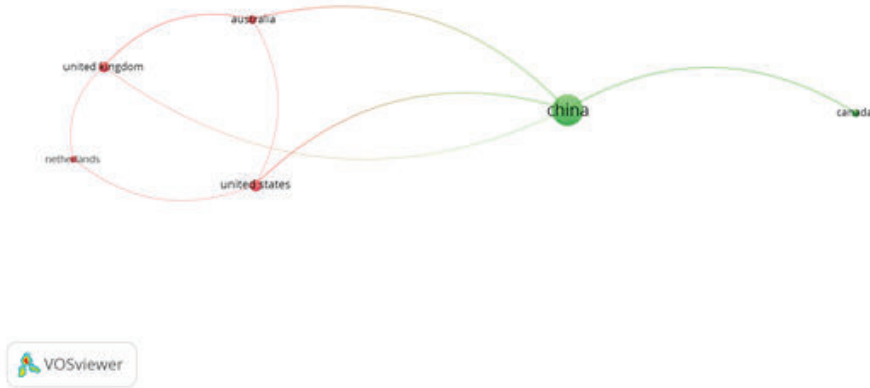 australia
united kingdom
china
canada
netherlands
united states
VOSviewer